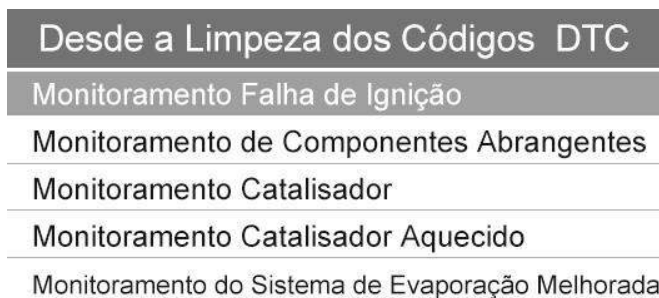 Desde a Limpeza dos Códigos DTC
Monitoramento Falha de Ignição
Monitoramento de Componentes Abrangentes
Monitoramento Catalisador
Monitoramento Catalisador Aquecido
Monitoramento do Sistema de Evaporação Melhorada